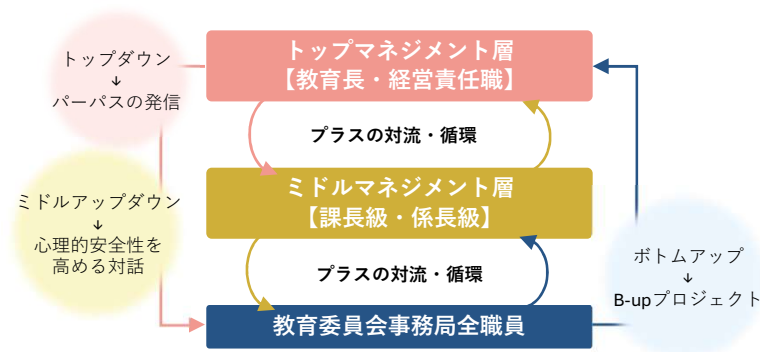 トップダウン
↓
パーパスの発信
トップマネジメント層
【教育長・経営責任職】
プラスの対流・循環
ミドルアップダウン
↓
心理的安全性を
高める対話
ミドルマネジメント層
【課長級・係長級】
プラスの対流・循環
ボトムアップ
↓
B-upプロジェクト
教育委員会事務局全職員